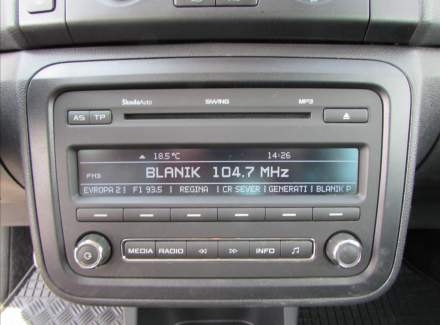 ŠkodaAuto SWING MP3
AS TP
18.5°C 14:26
BLANIK 104.7 MHz
EVROPA 2 | F1 93.5 | REGINA | CR SEVER | GENERATI | BLANIK P
MEDIA RADIO INFO